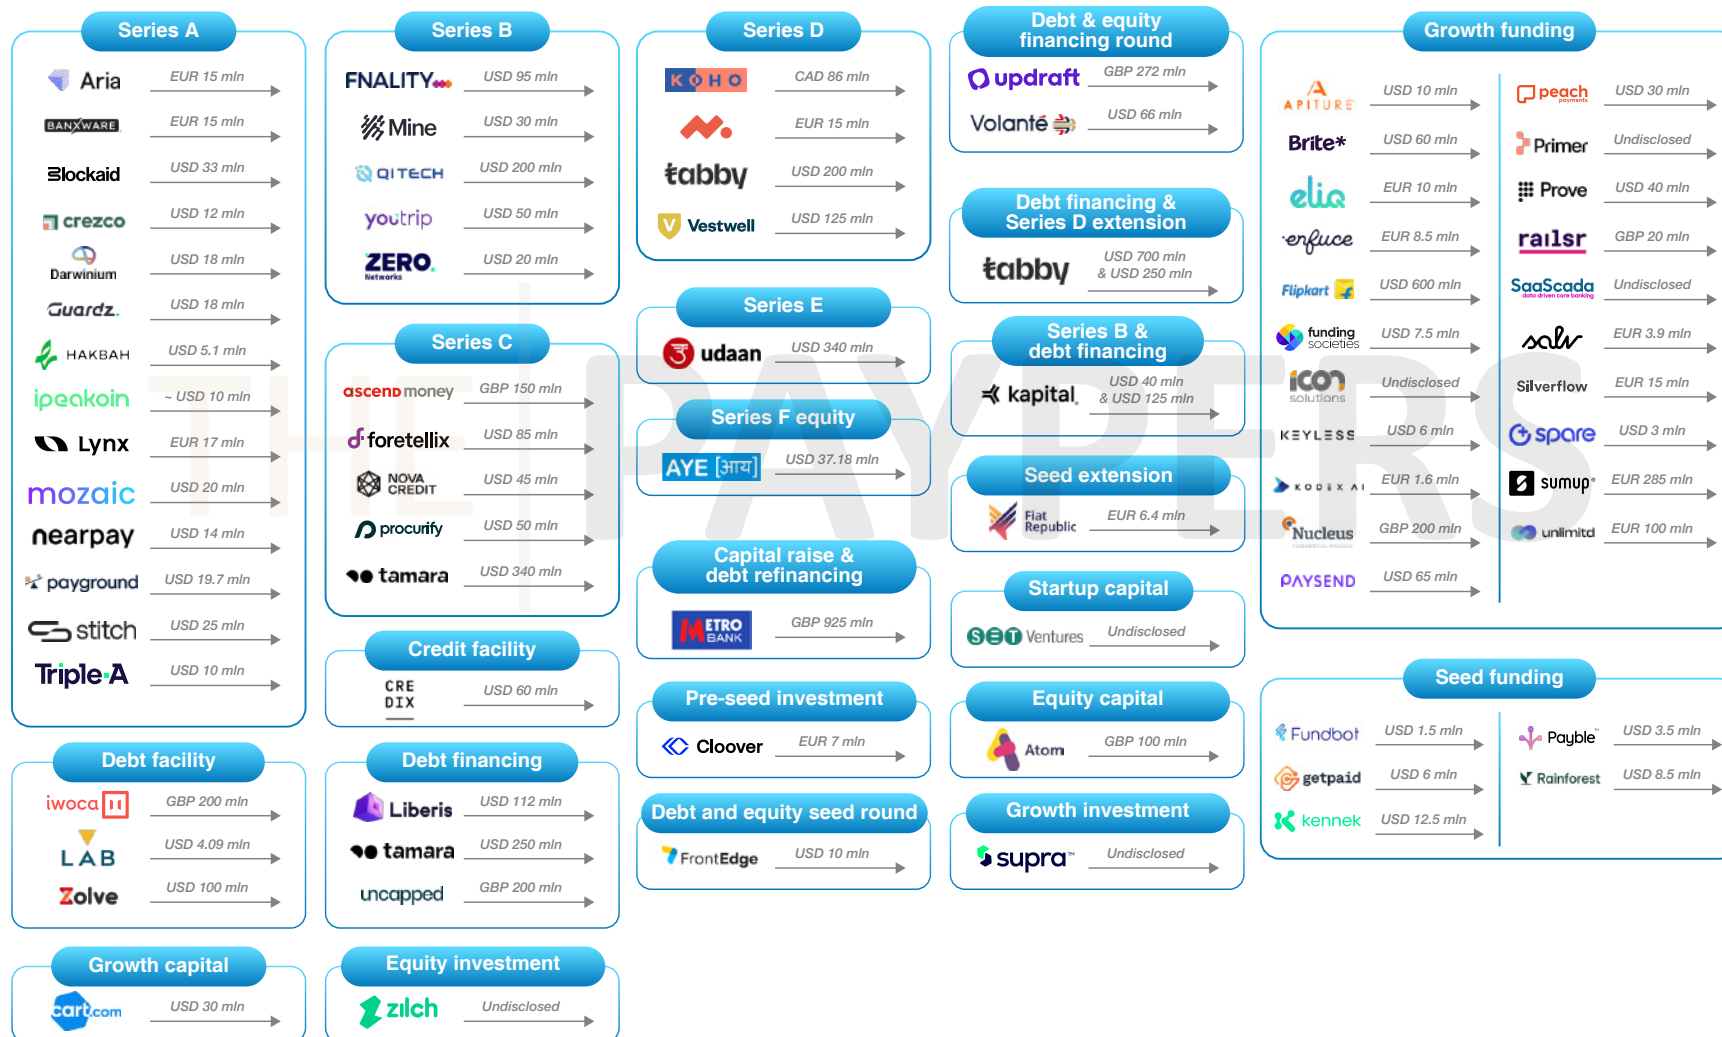 Series A
Aria
EUR 15 mln
BANXWARE
EUR 15 mln
Blockaid
USD 33 mln
crezco
USD 12 mln
Darwinium
USD 18 mln
Guardz.
USD 18 mln
HAKBAH
USD 5.1 mln
ipeakoin
~ USD 10 mln
Lynx
EUR 17 mln
mozaic
USD 20 mln
nearpay
USD 14 mln
payground
USD 19.7 mln
stitch
USD 25 mln
Triple-A
USD 10 mln
Debt facility
iwoca
GBP 200 mln
LAB
USD 4.09 mln
Zolve
USD 100 mln
Growth capital
cart.com
USD 30 mln
Series B
FNALITY
USD 95 mln
Mine
USD 30 mln
QI TECH
USD 200 mln
youtrip
USD 50 mln
ZERO.
Networks
USD 20 mln
Series C
ascend money
GBP 150 mln
foretellix
USD 85 mln
NOVA
CREDIT
USD 45 mln
procurify
USD 50 mln
tamara
USD 340 mln
Credit facility
CRE
DIX
USD 60 mln
Debt financing
Liberis
USD 112 mln
tamara
USD 250 mln
uncapped
GBP 200 mln
Equity investment
zilch
Undisclosed
Series D
KOHO
CAD 86 mln
EUR 15 mln
tabby
USD 200 mln
V Vestwell
USD 125 mln
Series E
उ udaan
USD 340 mln
Series F equity
AYE [आय]
USD 37.18 mln
Capital raise &
debt refinancing
METRO
BANK
GBP 925 mln
Pre-seed investment
Cloover
EUR 7 mln
Debt and equity seed round
FrontEdge
USD 10 mln
Debt & equity
financing round
updraft
GBP 272 mln
Volanté
USD 66 mln
Debt financing &
Series D extension
tabby
USD 700 mln
& USD 250 mln
Series B &
debt financing
kapital
USD 40 mln
& USD 125 mln
Seed extension
Fiat
Republic
EUR 6.4 mln
Startup capital
SET Ventures
Undisclosed
Equity capital
Atom
GBP 100 mln
Growth investment
supra™
Undisclosed
Growth funding
APITURE
USD 10 mln
Brite*
USD 60 mln
eliq
EUR 10 mln
enfuce
EUR 8.5 mln
Flipkart
USD 600 mln
funding
societies
USD 7.5 mln
icon
solutions
Undisclosed
KEYLESS
USD 6 mln
KODEX AI
EUR 1.6 mln
Nucleus
COMMERCIAL FINANCE
GBP 200 mln
PAYSEND
USD 65 mln
peach
payments
USD 30 mln
Primer
Undisclosed
Prove
USD 40 mln
railsr
GBP 20 mln
SaaScada
data driven core banking
Undisclosed
salv
EUR 3.9 mln
Silverflow
EUR 15 mln
spare
USD 3 mln
sumup®
EUR 285 mln
unlimitd
EUR 100 mln
Seed funding
Fundbot
USD 1.5 mln
getpaid
USD 6 mln
kennek
USD 12.5 mln
Payble™
USD 3.5 mln
Rainforest
USD 8.5 mln
THE PAYPERS